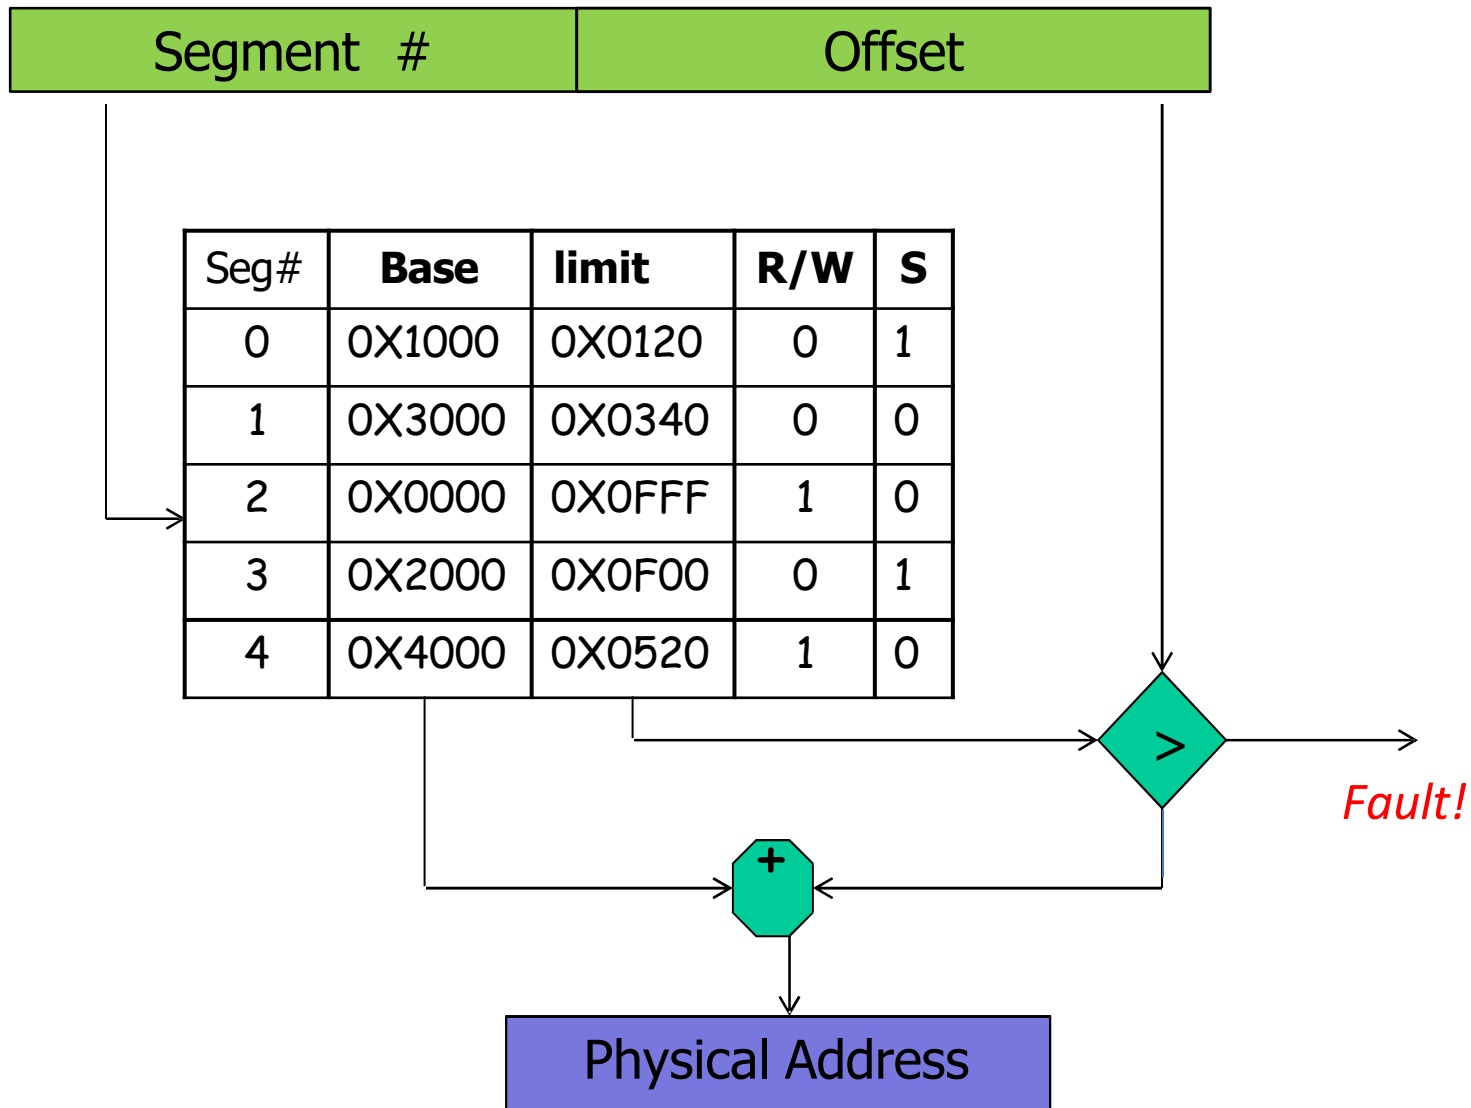 Segment # Offset
Seg# Base limit R/W S
0 0X1000 0X0120 0 1
1 0X3000 0X0340 0 0
2 0X0000 0X0FFF 1 0
3 0X2000 0X0F00 0 1
4 0X4000 0X0520 1 0
>
Fault!
+
Physical Address